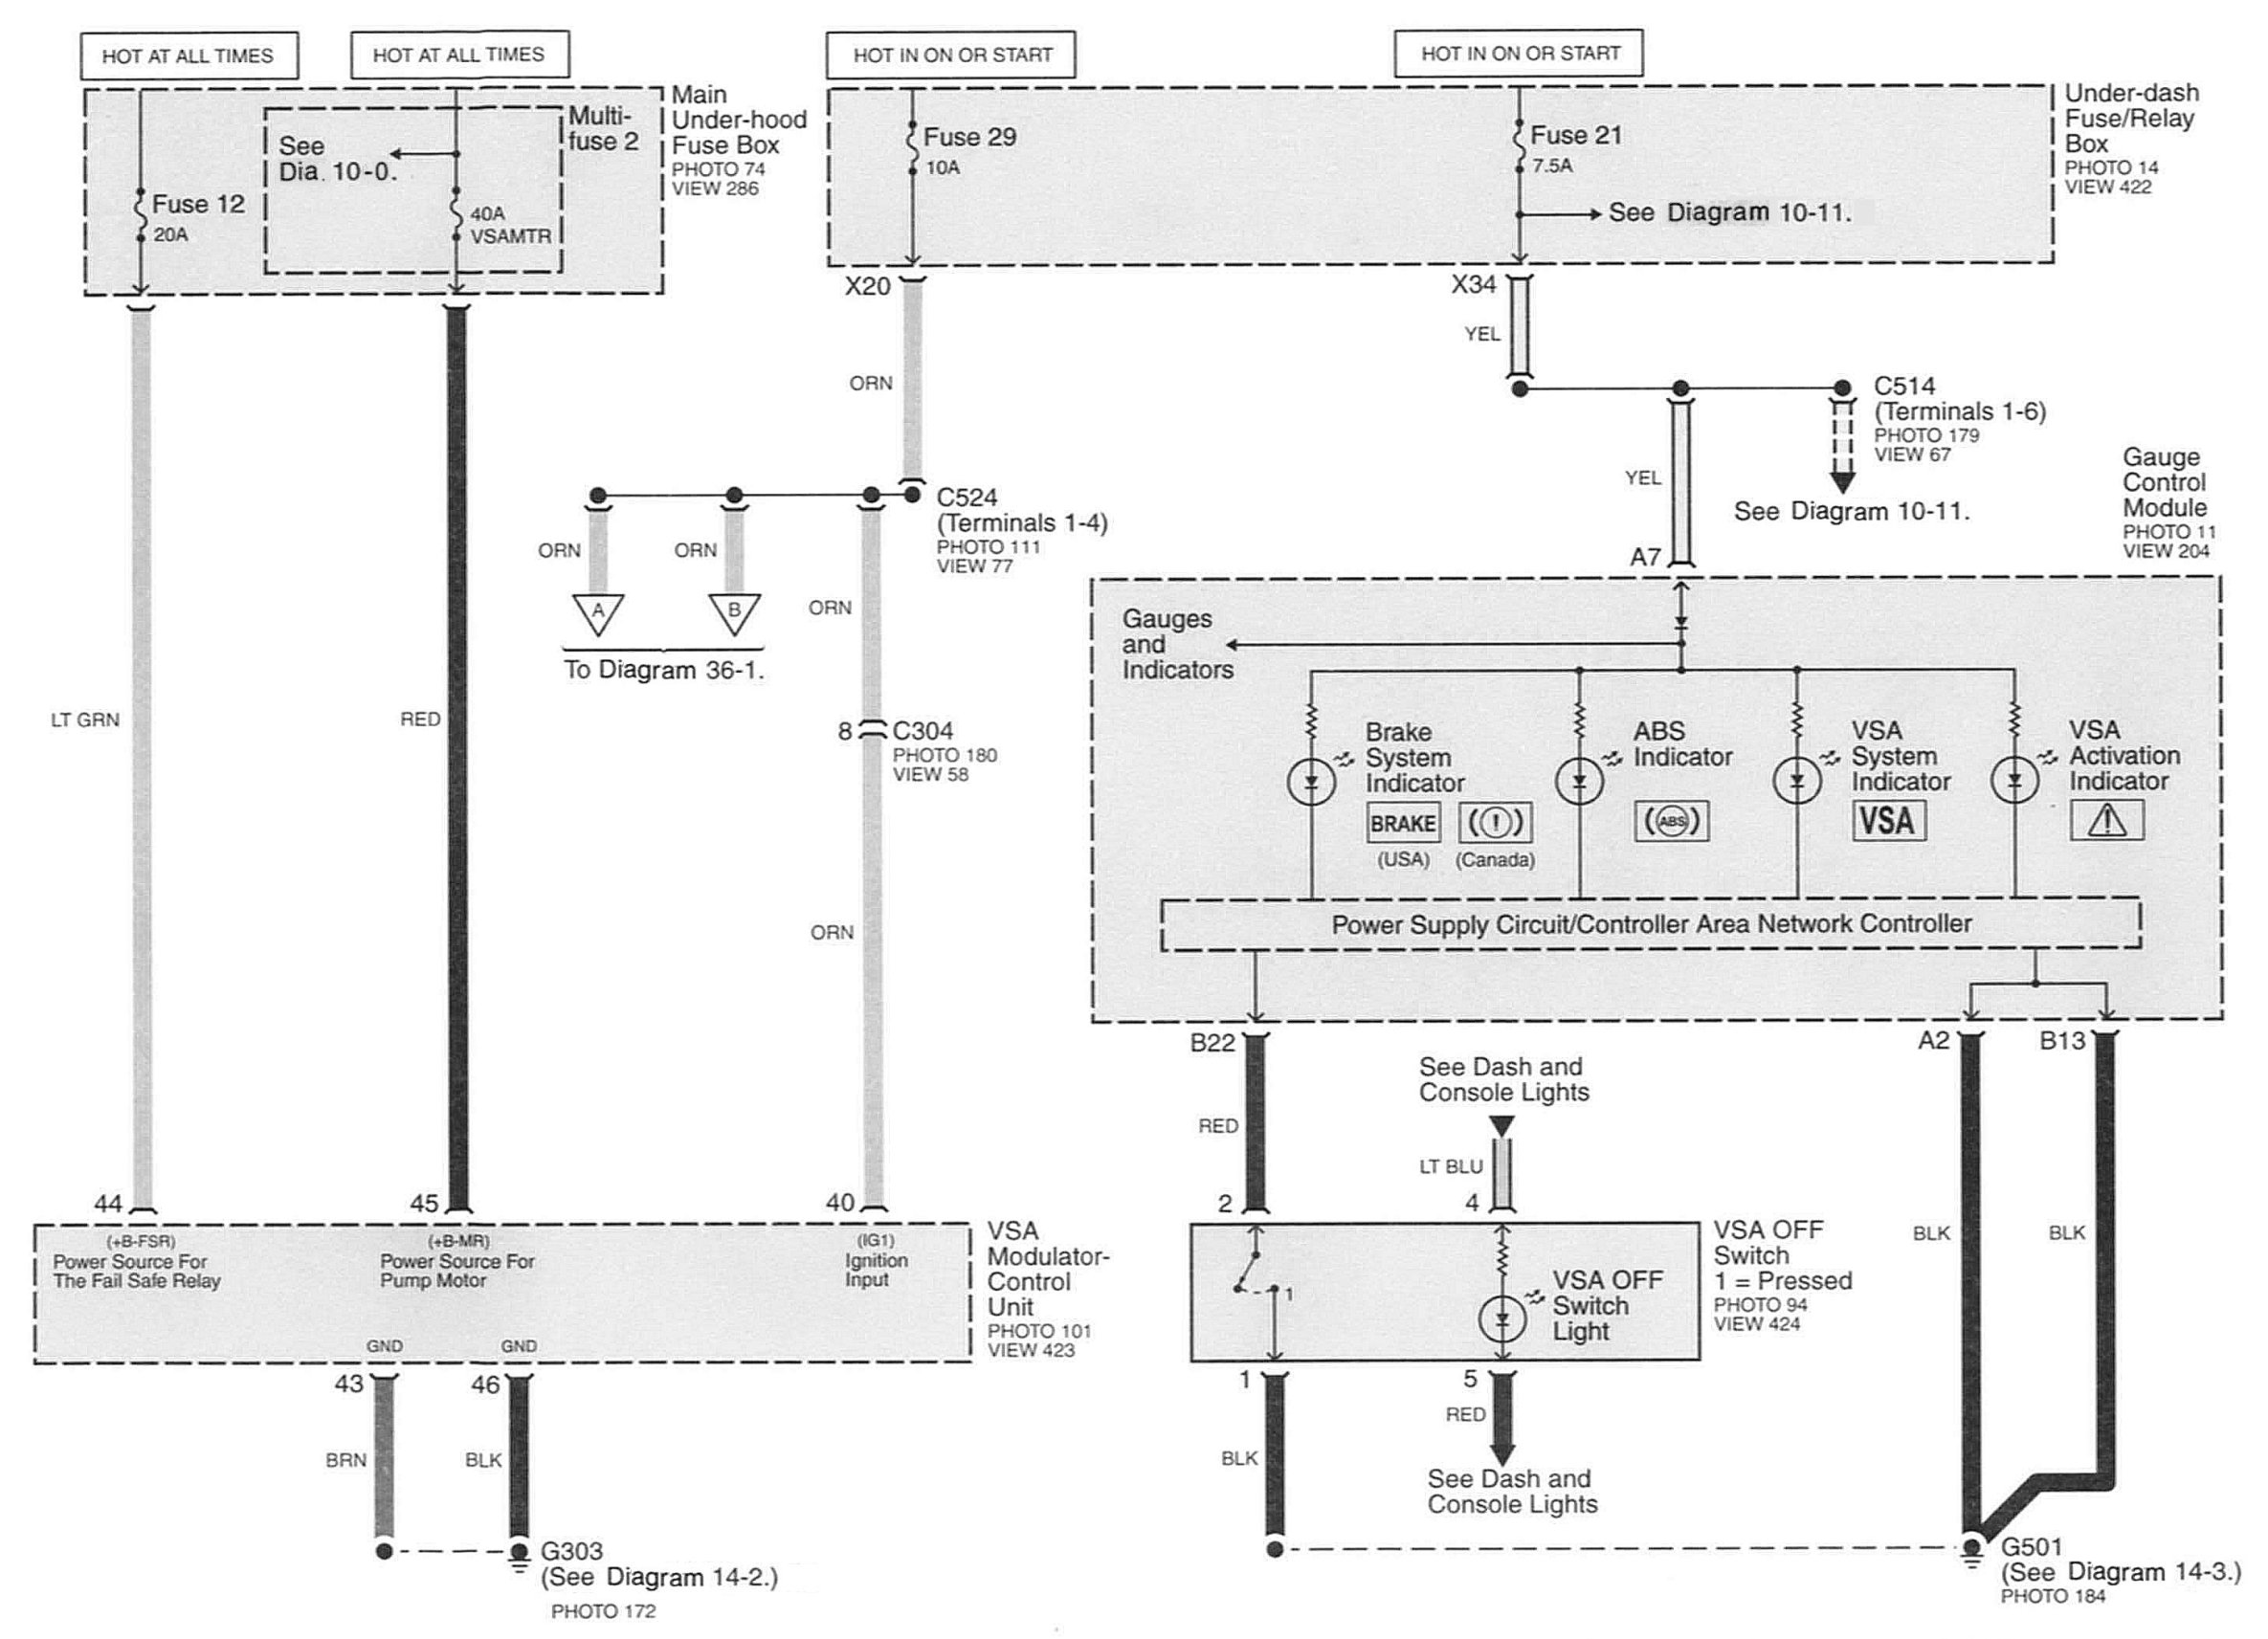 HOT AT ALL TIMES
HOT AT ALL TIMES
HOT IN ON OR START
HOT IN ON OR START
Main
Under-hood
Fuse Box
PHOTO 74
VIEW 286
Multi-
fuse 2
See
Dia. 10-0.
Fuse 12
20A
40A
VSAMTR
Fuse 29
10A
Fuse 21
7.5A
See Diagram 10-11.
Under-dash
Fuse/Relay
Box
PHOTO 14
VIEW 422
X20
X34
YEL
ORN
C514
(Terminals 1-6)
PHOTO 179
VIEW 67
See Diagram 10-11.
YEL
A7
C524
(Terminals 1-4)
PHOTO 111
VIEW 77
ORN
ORN
A
B
To Diagram 36-1.
ORN
LT GRN
RED
8
C304
PHOTO 180
VIEW 58
ORN
Gauge
Control
Module
PHOTO 11
VIEW 204
Gauges
and
Indicators
Brake
System
Indicator
BRAKE
(!)
(USA)
(Canada)
ABS
Indicator
(ABS)
VSA
System
Indicator
VSA
VSA
Activation
Indicator
!
Power Supply Circuit/Controller Area Network Controller
B22
A2
B13
See Dash and
Console Lights
RED
LT BLU
2
4
44
45
40
(+B-FSR)
Power Source For
The Fail Safe Relay
(+B-MR)
Power Source For
Pump Motor
(IG1)
Ignition
Input
GND
GND
VSA
Modulator-
Control
Unit
PHOTO 101
VIEW 423
1
VSA OFF
Switch
Light
VSA OFF
Switch
1 = Pressed
PHOTO 94
VIEW 424
BLK
BLK
43
46
BRN
BLK
1
5
BLK
RED
See Dash and
Console Lights
G303
(See Diagram 14-2.)
PHOTO 172
G501
(See Diagram 14-3.)
PHOTO 184